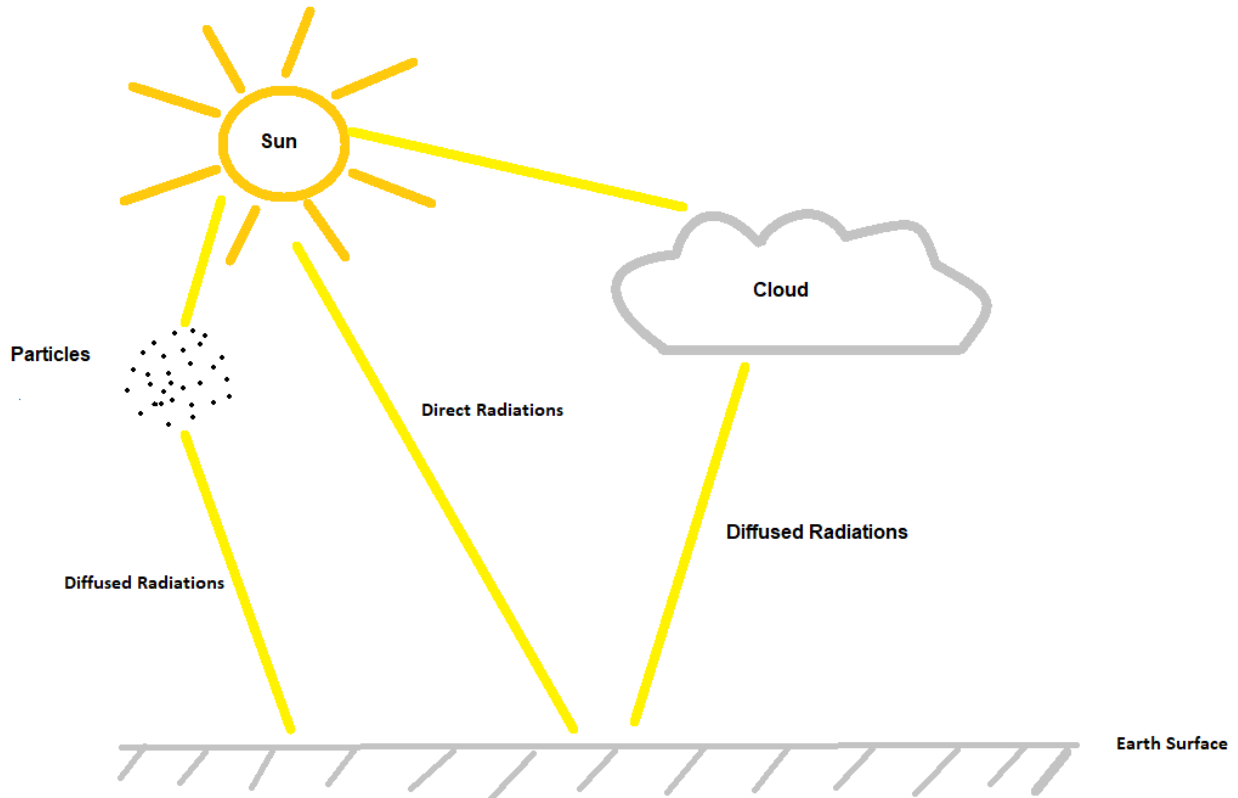 Sun
Cloud
Particles
Direct Radiations
Diffused Radiations
Diffused Radiations
Earth Surface